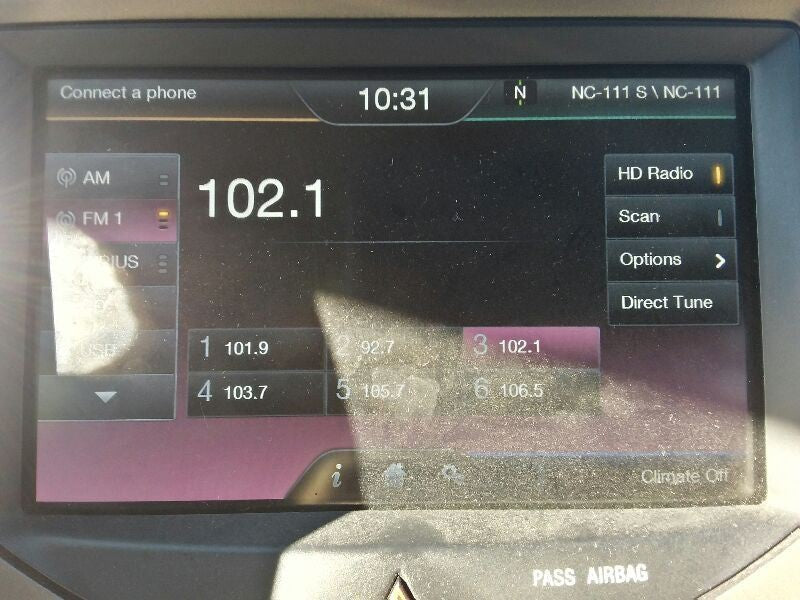 Connect a phone 10:31 N NC-111 S \ NC-111
AM
FM 1
USB
102.1
HD Radio
Scan
Options
Direct Tune
1 101.9 2 92.7 3 102.1
4 103.7 5 105.7 6 106.5
i Climate Off
PASS AIRBAG